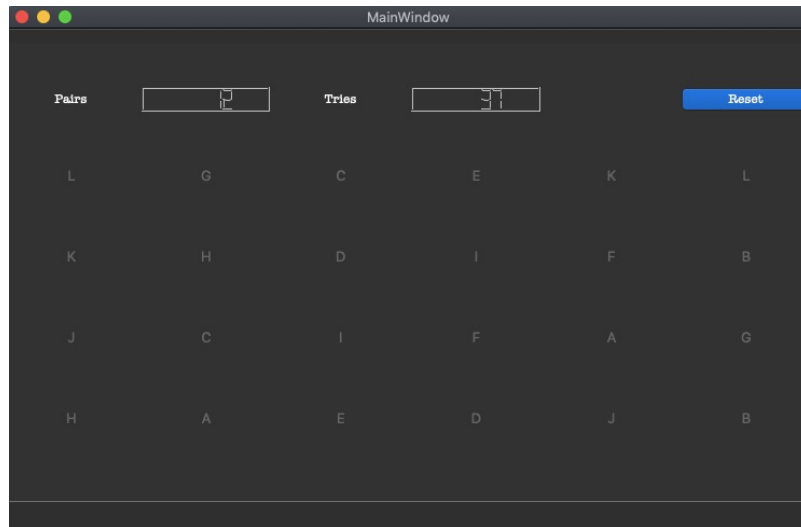 MainWindow
Pairs 12 Tries 37 Reset
L G C E K L
K H D I F B
J C I F A G
H A E D J B